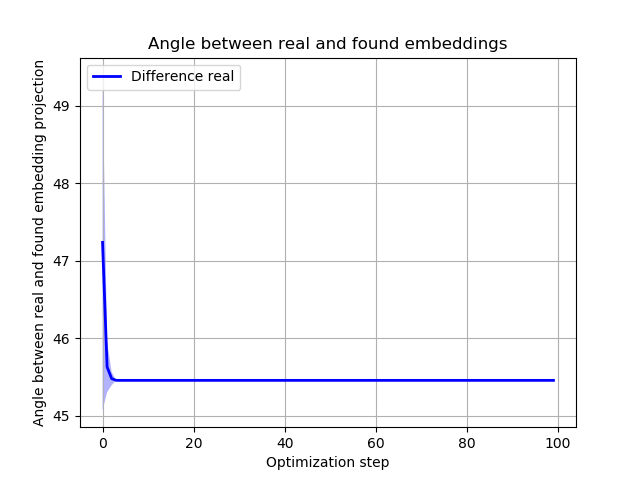 Angle between real and found embeddings
Difference real
Angle between real and found embedding projection
49
48
47
46
45
0 20 40 60 80 100
Optimization step